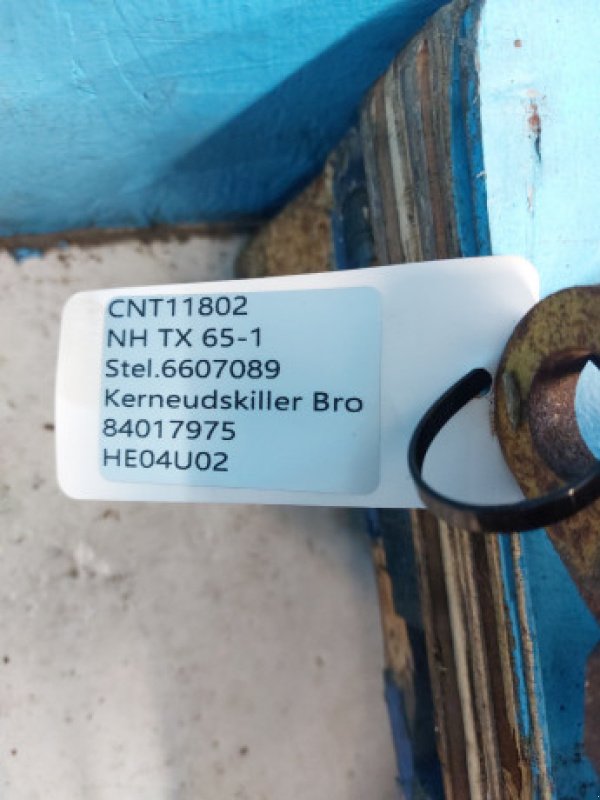 CNT11802
NH TX 65-1
Stel.6607089
Kerneudskiller Bro
84017975
HE04U02